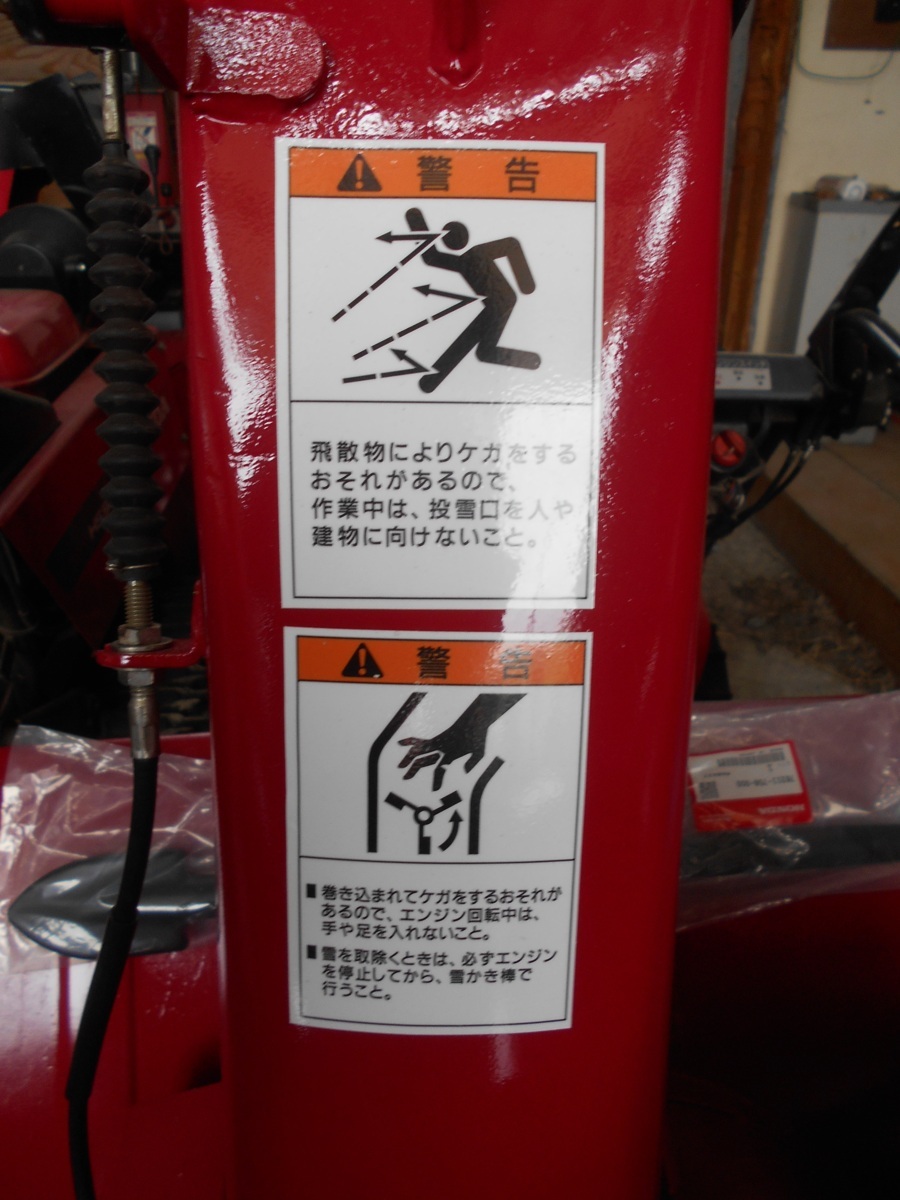 警告
飛散物によりケガをする
おそれがあるので、
作業中は、投雪口を人や
建物に向けないこと。
警告
■巻き込まれてケガをするおそれが
あるので、エンジン回転中は、
手や足を入れないこと。
■雪を取除くときは、必ずエンジン
を停止してから、雪かき棒で
行うこと。
HONDA